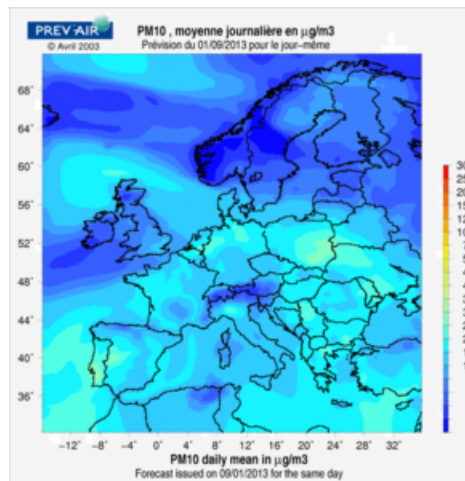 PREV'AIR
© Avril 2003
PM10 , moyenne journalière en µg/m3
Prévision du 01/09/2013 pour le jour-même
68°
64°
60°
56°
52°
48°
44°
40°
36°
−12° −8° −4° 0° 4° 8° 12° 16° 20° 24° 28° 32°
PM10 daily mean in µg/m3
Forecast issued on 09/01/2013 for the same day